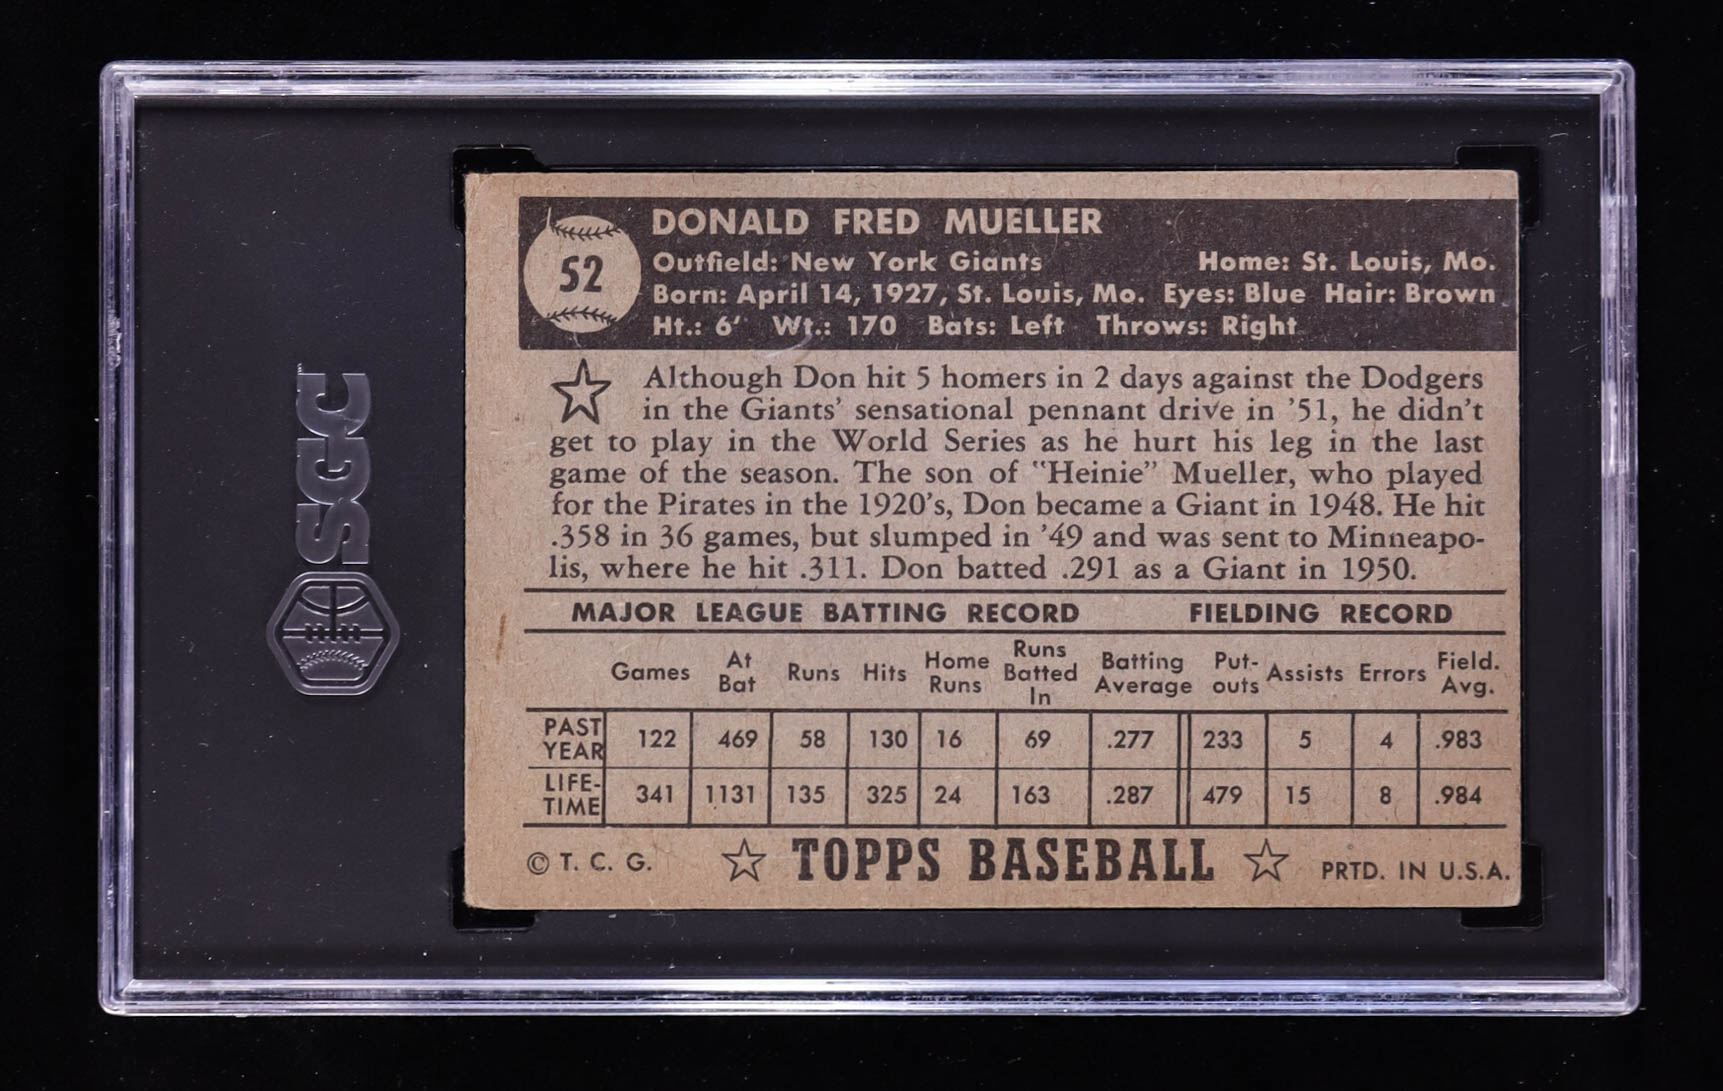 SGC
52
DONALD FRED MUELLER
Outfield: New York Giants Home: St. Louis, Mo.
Born: April 14, 1927, St. Louis, Mo. Eyes: Blue Hair: Brown
Ht.: 6' Wt.: 170 Bats: Left Throws: Right
Although Don hit 5 homers in 2 days against the Dodgers
in the Giants' sensational pennant drive in '51, he didn't
get to play in the World Series as he hurt his leg in the last
game of the season. The son of "Heinie" Mueller, who played
for the Pirates in the 1920's, Don became a Giant in 1948. He hit
.358 in 36 games, but slumped in '49 and was sent to Minneapo-
lis, where he hit .311. Don batted .291 as a Giant in 1950.
MAJOR LEAGUE BATTING RECORD FIELDING RECORD
Games At Bat Runs Hits Home Runs Runs Batted In Batting Average Put-outs Assists Errors Field. Avg.
PAST YEAR 122 469 58 130 16 69 .277 233 5 4 .983
LIFE-TIME 341 1131 135 325 24 163 .287 479 15 8 .984
© T. C. G. ☆ TOPPS BASEBALL ☆ PRTD. IN U.S.A.